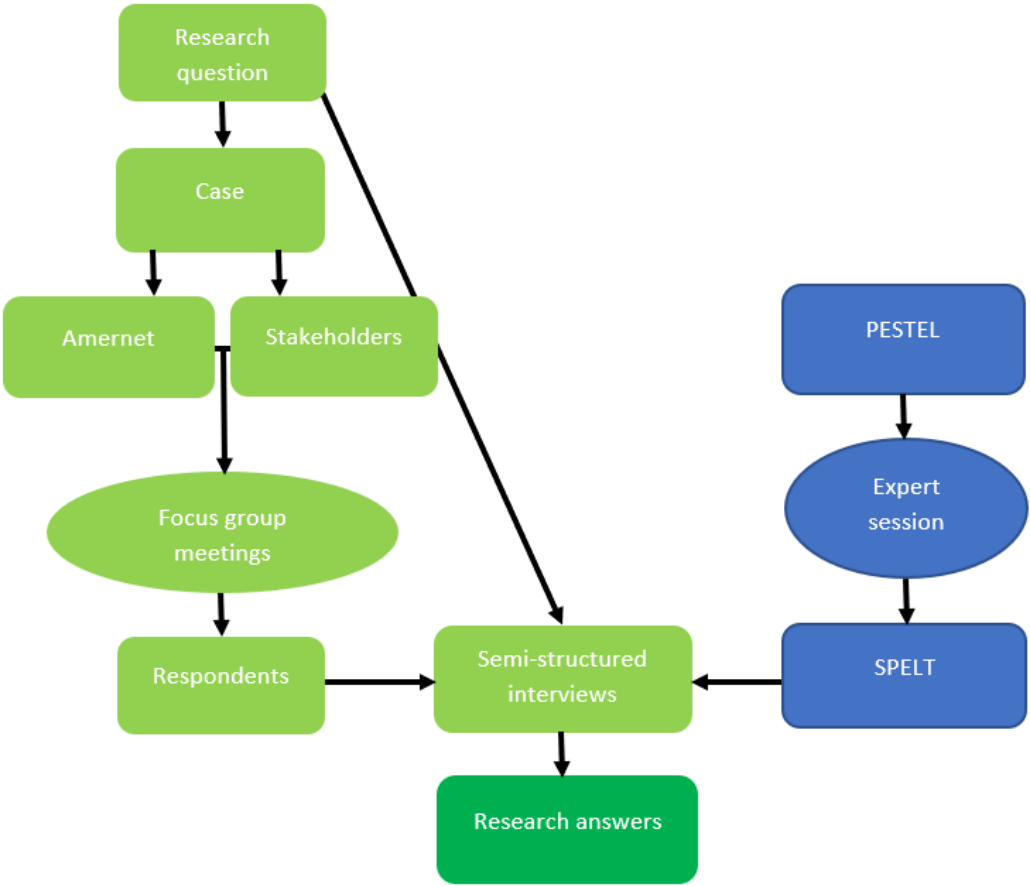 Research
question
Case
Amernet
Stakeholders
PESTEL
Expert
session
Focus group
meetings
Respondents
Semi-structured
interviews
SPELT
Research answers